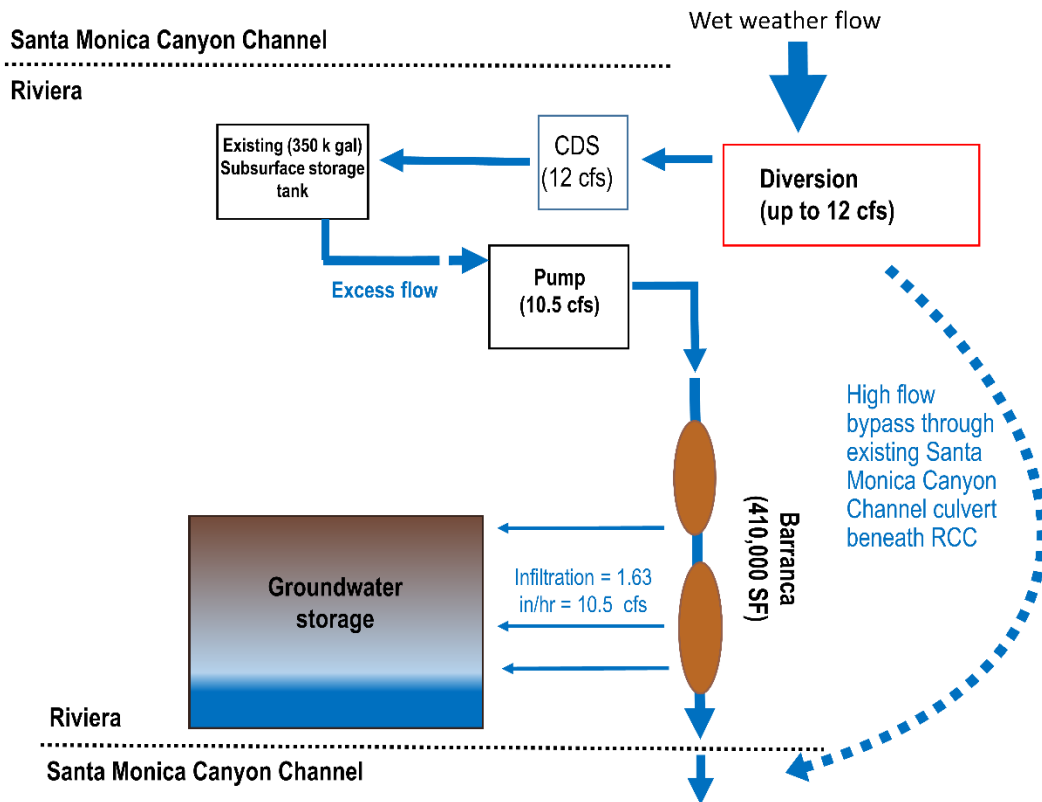 Wet weather flow
Santa Monica Canyon Channel
Riviera
Existing (350 k gal)
Subsurface storage
tank
CDS
(12 cfs)
Diversion
(up to 12 cfs)
Excess flow
Pump
(10.5 cfs)
High flow
bypass through
existing Santa
Monica Canyon
Channel culvert
beneath RCC
Barranca
(410,000 SF)
Groundwater
storage
Infiltration = 1.63
in/hr = 10.5 cfs
Riviera
Santa Monica Canyon Channel